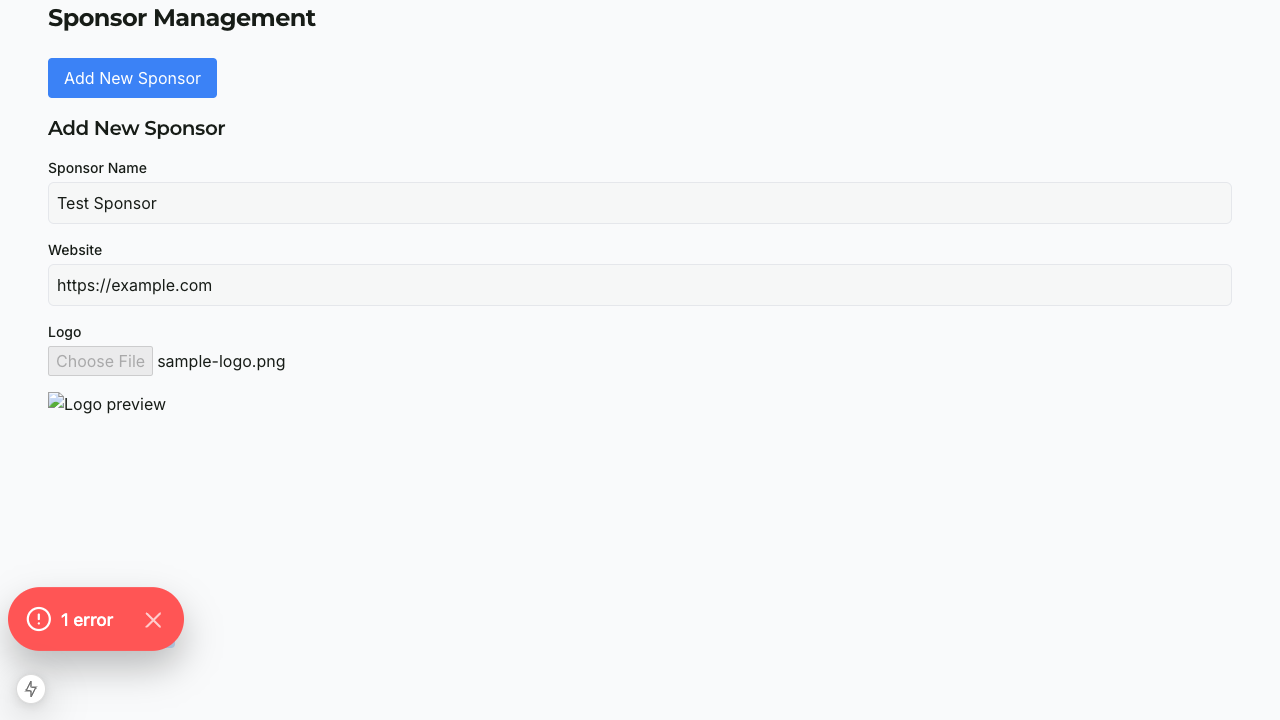 Sponsor Management
Add New Sponsor
Add New Sponsor
Sponsor Name
Test Sponsor
Website
https://example.com
Logo
Choose File sample-logo.png
Logo preview
1 error